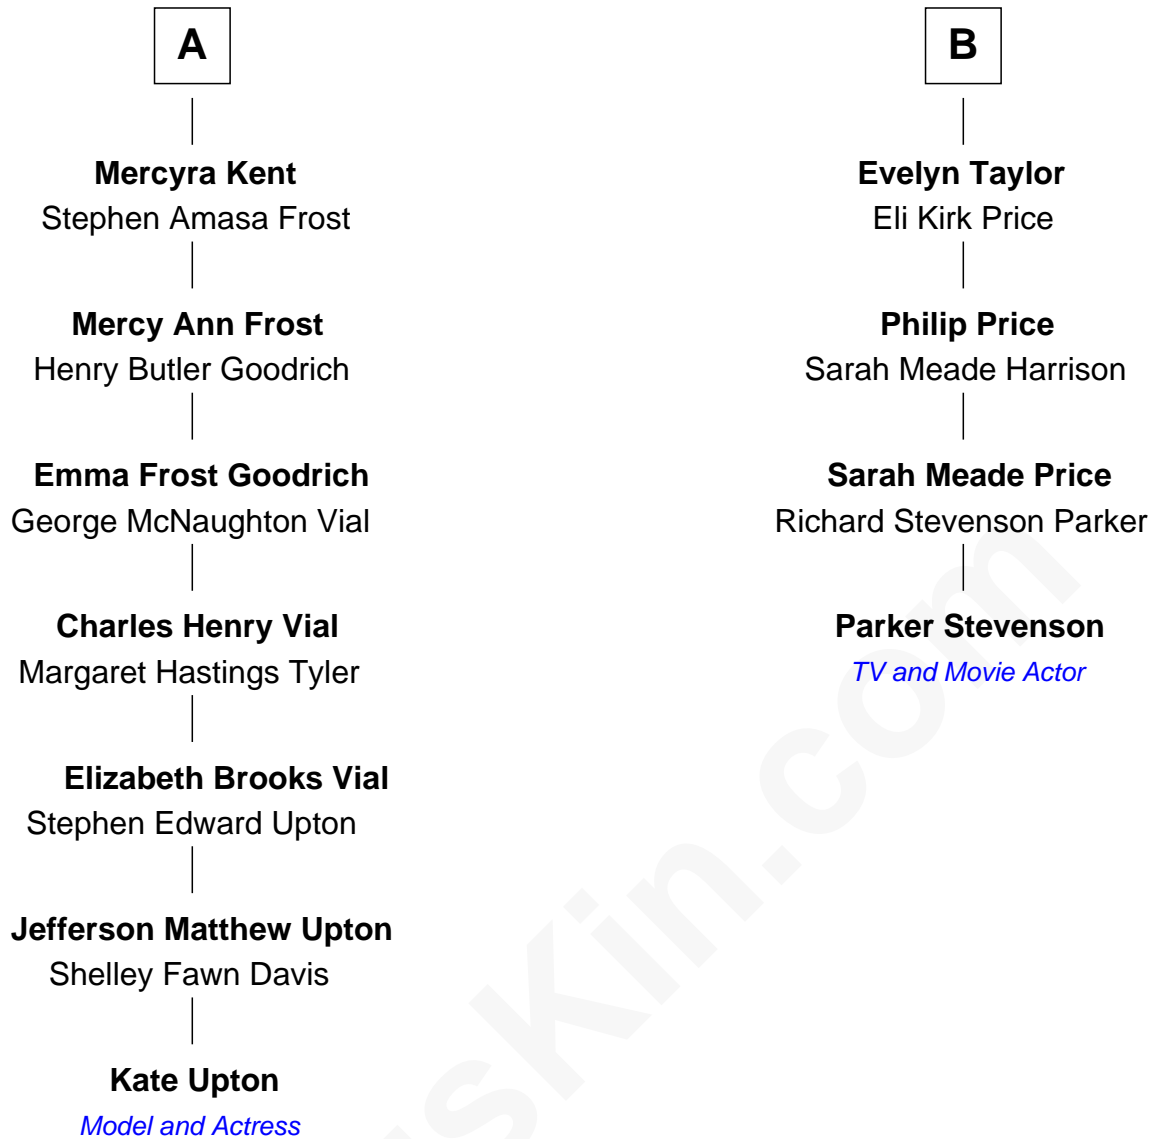 A
Mercyra Kent
Stephen Amasa Frost
Mercy Ann Frost
Henry Butler Goodrich
Emma Frost Goodrich
George McNaughton Vial
Charles Henry Vial
Margaret Hastings Tyler
Elizabeth Brooks Vial
Stephen Edward Upton
Jefferson Matthew Upton
Shelley Fawn Davis
Kate Upton
Model and Actress
B
Evelyn Taylor
Eli Kirk Price
Philip Price
Sarah Meade Harrison
Sarah Meade Price
Richard Stevenson Parker
Parker Stevenson
TV and Movie Actor